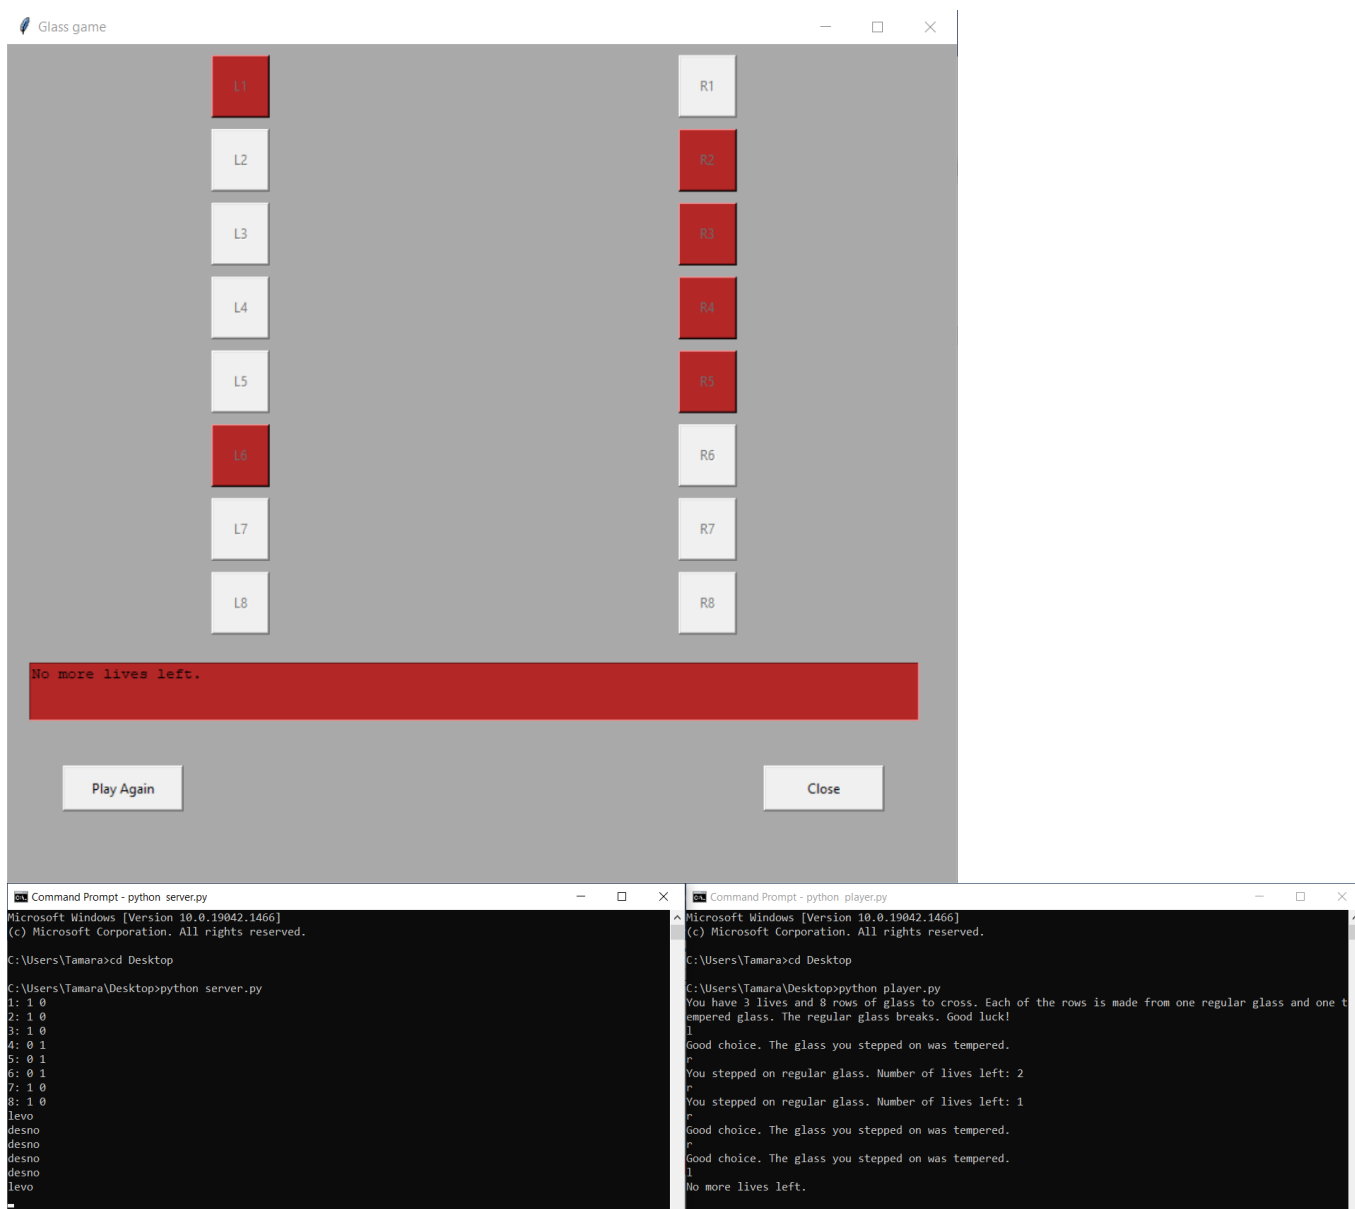 Glass game
L1 R1
L2 R2
L3 R3
L4 R4
L5 R5
L6 R6
L7 R7
L8 R8
No more lives left.
Play Again Close
Command Prompt - python server.py
Microsoft Windows [Version 10.0.19042.1466]
(c) Microsoft Corporation. All rights reserved.
C:\Users\Tamara>cd Desktop
C:\Users\Tamara\Desktop>python server.py
1: 1 0
2: 1 0
3: 1 0
4: 0 1
5: 0 1
6: 0 1
7: 1 0
8: 1 0
levo
desno
desno
desno
desno
levo
Command Prompt - python player.py
Microsoft Windows [Version 10.0.19042.1466]
(c) Microsoft Corporation. All rights reserved.
C:\Users\Tamara>cd Desktop
C:\Users\Tamara\Desktop>python player.py
You have 3 lives and 8 rows of glass to cross. Each of the rows is made from one regular glass and one t
empered glass. The regular glass breaks. Good luck!
l
Good choice. The glass you stepped on was tempered.
r
You stepped on regular glass. Number of lives left: 2
r
You stepped on regular glass. Number of lives left: 1
r
Good choice. The glass you stepped on was tempered.
r
Good choice. The glass you stepped on was tempered.
l
No more lives left.